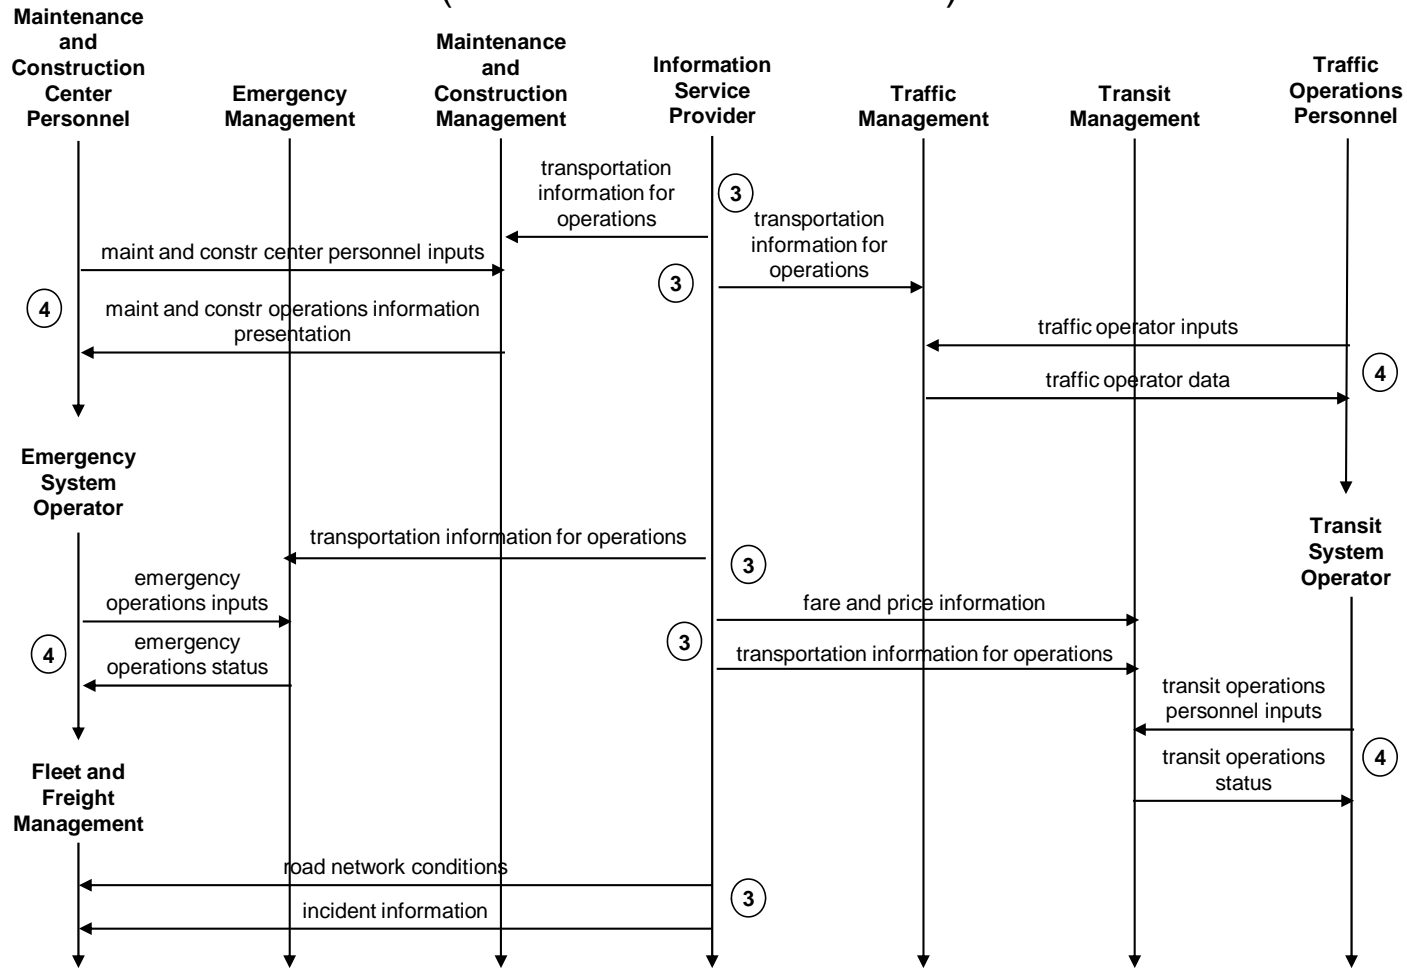 (
)
Maintenance
and
Construction
Center
Personnel
Emergency
Management
Maintenance
and
Construction
Management
Information
Service
Provider
Traffic
Management
Transit
Management
Traffic
Operations
Personnel
transportation
information for
operations
3
transportation
information for
operations
maint and constr center personnel inputs
3
4
maint and constr operations information
presentation
traffic operator inputs
4
traffic operator data
Emergency
System
Operator
Transit
System
Operator
transportation information for operations
3
emergency
operations inputs
fare and price information
3
4
emergency
operations status
transportation information for operations
transit operations
personnel inputs
4
transit operations
status
Fleet and
Freight
Management
road network conditions
3
incident information